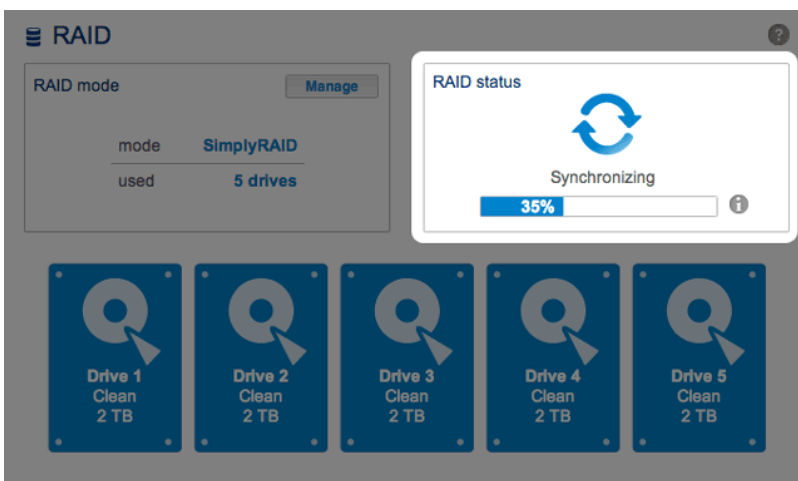 RAID
?
RAID mode
Manage
mode SimplyRAID
used 5 drives
RAID status
Synchronizing
35%
i
Drive 1
Clean
2 TB
Drive 2
Clean
2 TB
Drive 3
Clean
2 TB
Drive 4
Clean
2 TB
Drive 5
Clean
2 TB